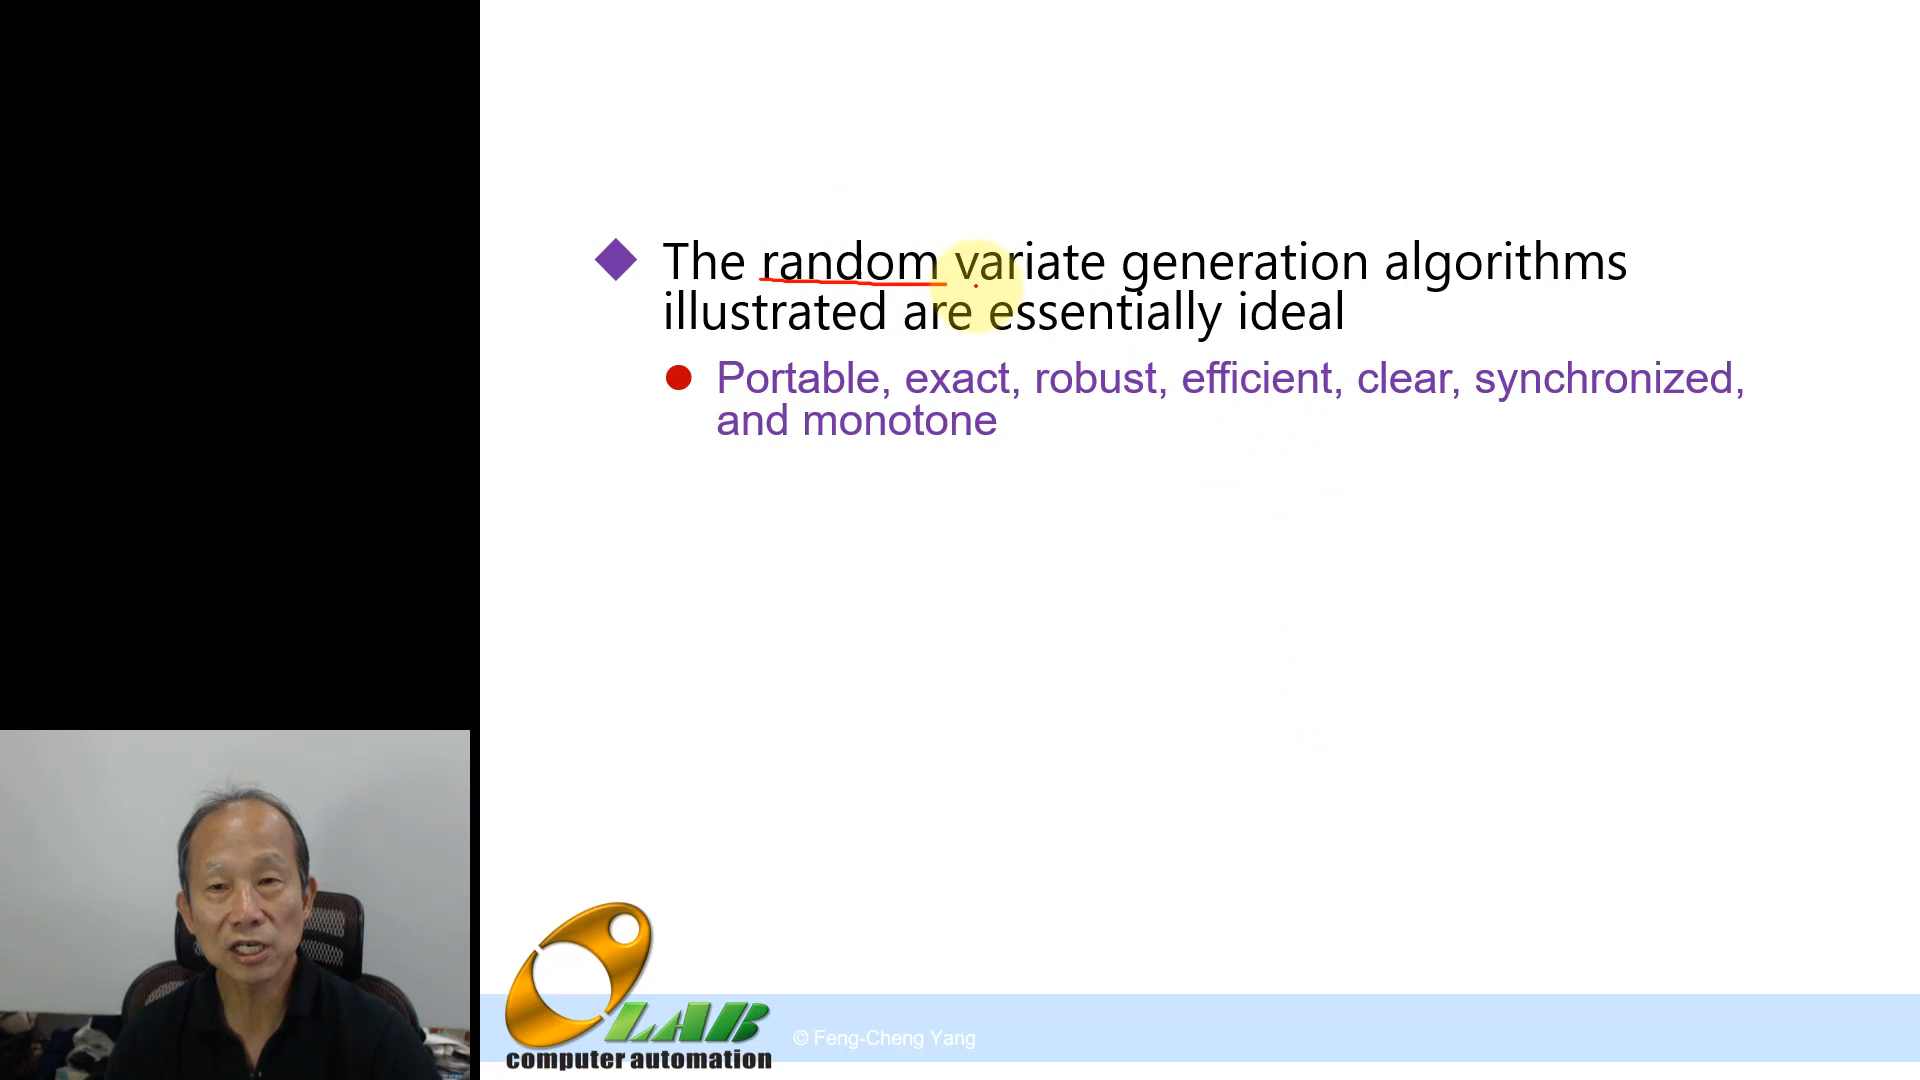 The random variate generation algorithms
illustrated are essentially ideal
Portable, exact, robust, efficient, clear, synchronized,
and monotone
LAB
computer automation
© Feng-Cheng Yang